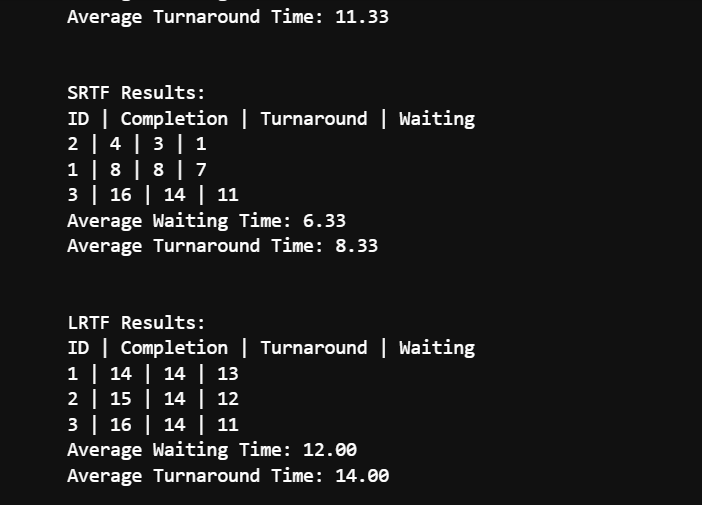 Average Turnaround Time: 11.33
SRTF Results:
ID | Completion | Turnaround | Waiting
2 | 4 | 3 | 1
1 | 8 | 8 | 7
3 | 16 | 14 | 11
Average Waiting Time: 6.33
Average Turnaround Time: 8.33
LRTF Results:
ID | Completion | Turnaround | Waiting
1 | 14 | 14 | 13
2 | 15 | 14 | 12
3 | 16 | 14 | 11
Average Waiting Time: 12.00
Average Turnaround Time: 14.00